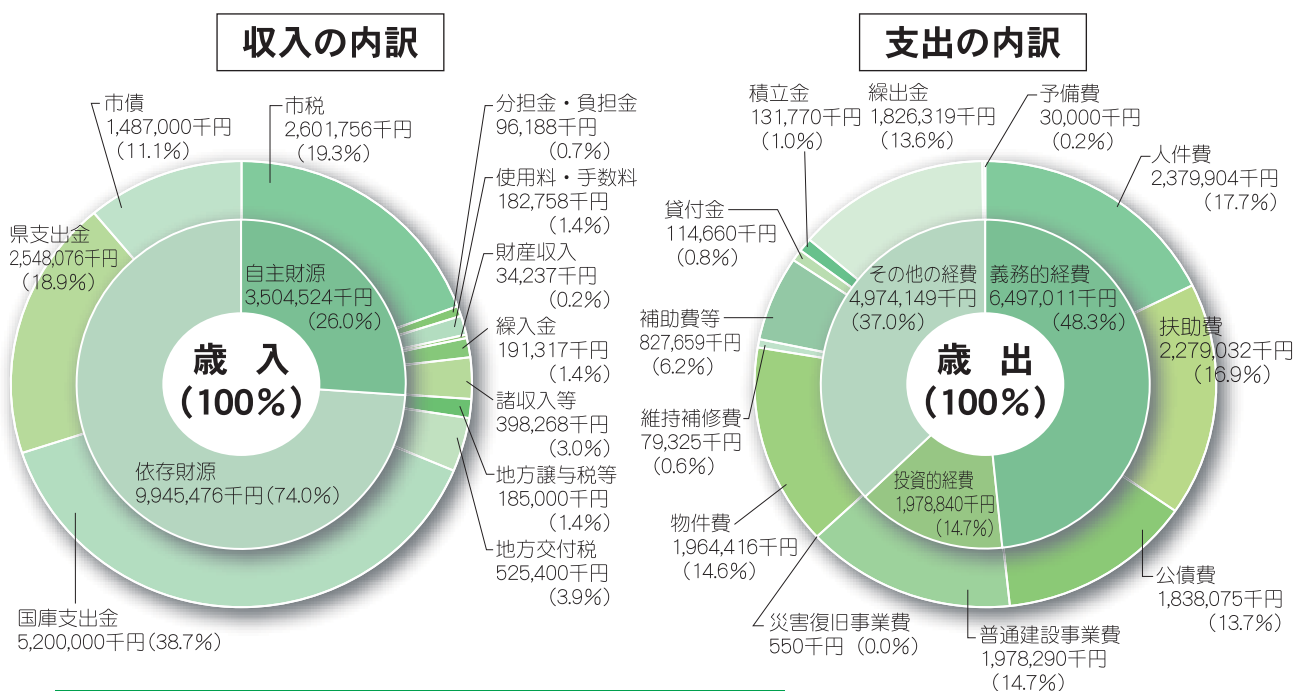 収入の内訳
市債
1,487,000千円
(11.1%)
市税
2,601,756千円
(19.3%)
分担金・負担金
96,188千円
(0.7%)
使用料・手数料
182,758千円
(1.4%)
財産収入
34,237千円
(0.2%)
繰入金
191,317千円
(1.4%)
諸収入等
398,268千円
(3.0%)
地方譲与税等
185,000千円
(1.4%)
地方交付税
525,400千円
(3.9%)
国庫支出金
5,200,000千円(38.7%)
県支出金
2,548,076千円
(18.9%)
自主財源
3,504,524千円
(26.0%)
歳 入
(100%)
依存財源
9,945,476千円(74.0%)
支出の内訳
積立金
131,770千円
(1.0%)
繰出金
1,826,319千円
(13.6%)
予備費
30,000千円
(0.2%)
人件費
2,379,904千円
(17.7%)
扶助費
2,279,032千円
(16.9%)
公債費
1,838,075千円
(13.7%)
普通建設事業費
1,978,290千円
(14.7%)
災害復旧事業費
550千円 (0.0%)
物件費
1,964,416千円
(14.6%)
維持補修費
79,325千円
(0.6%)
補助費等
827,659千円
(6.2%)
貸付金
114,660千円
(0.8%)
その他の経費
4,974,149千円
(37.0%)
義務的経費
6,497,011千円
(48.3%)
歳 出
(100%)
投資的経費
1,978,840千円
(14.7%)